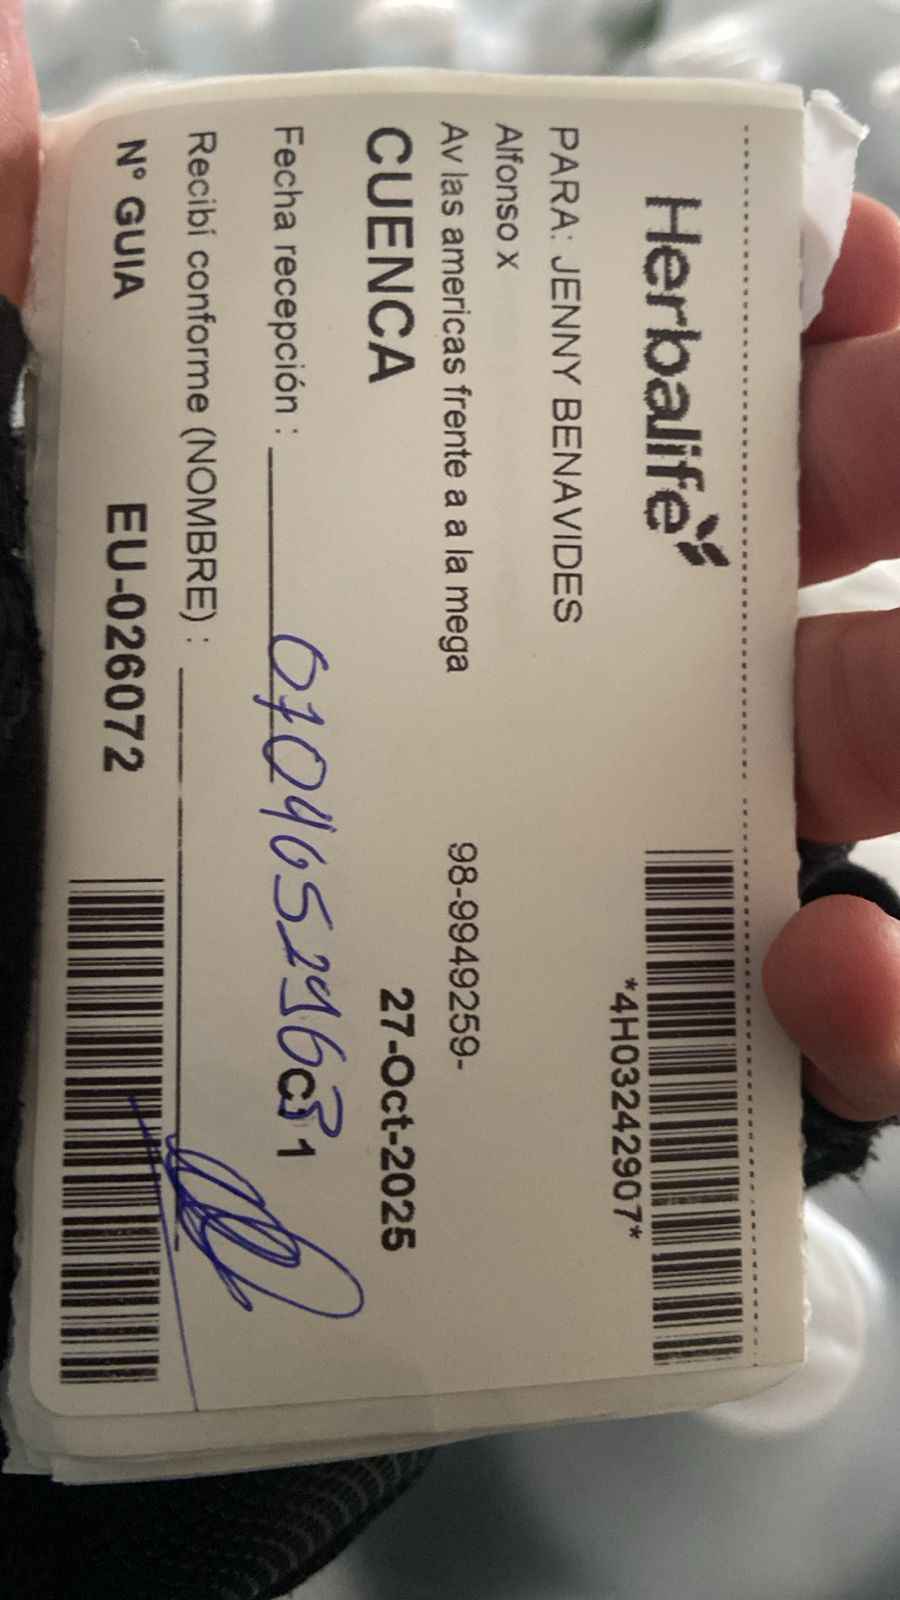 Herbalife
*4H03242907*
PARA: JENNY BENAVIDES
Alfonso x
Av las americas frente a a la mega
98-9949259-
CUENCA
27-Oct-2025
Fecha recepción :
C: 1
Recibí conforme (NOMBRE) :
N° GUIA
EU-026072